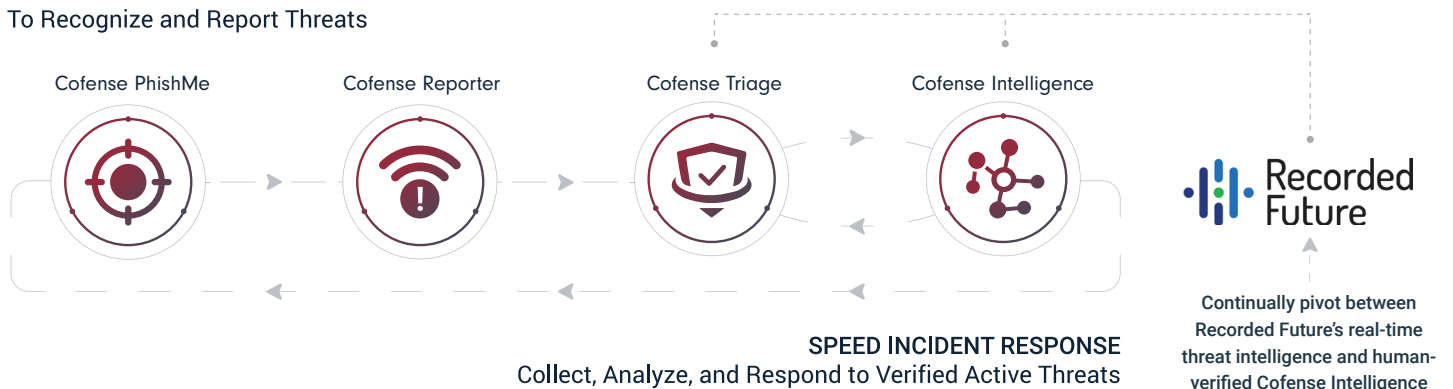 To Recognize and Report Threats
Cofense PhishMe
Cofense Reporter
Cofense Triage
Cofense Intelligence
!
Recorded
Future
SPEED INCIDENT RESPONSE
Collect, Analyze, and Respond to Verified Active Threats
Continually pivot between
Recorded Future’s real-time
threat intelligence and human-
verified Cofense Intelligence